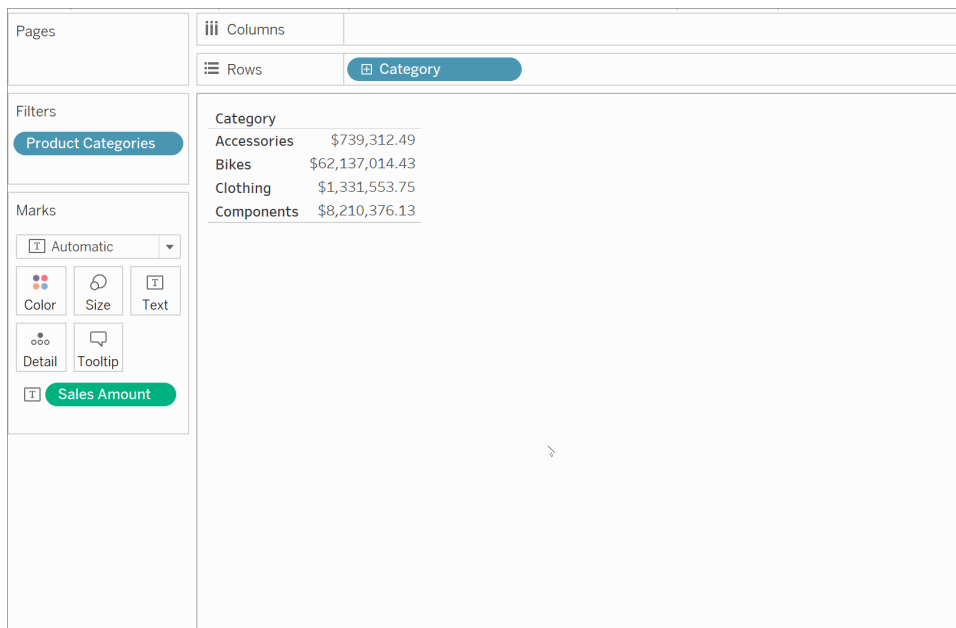 Pages
Columns
Rows
Category
Filters
Product Categories
Category
Accessories $739,312.49
Bikes $62,137,014.43
Clothing $1,331,553.75
Components $8,210,376.13
Marks
T Automatic
T
Color Size Text
Detail Tooltip
T Sales Amount